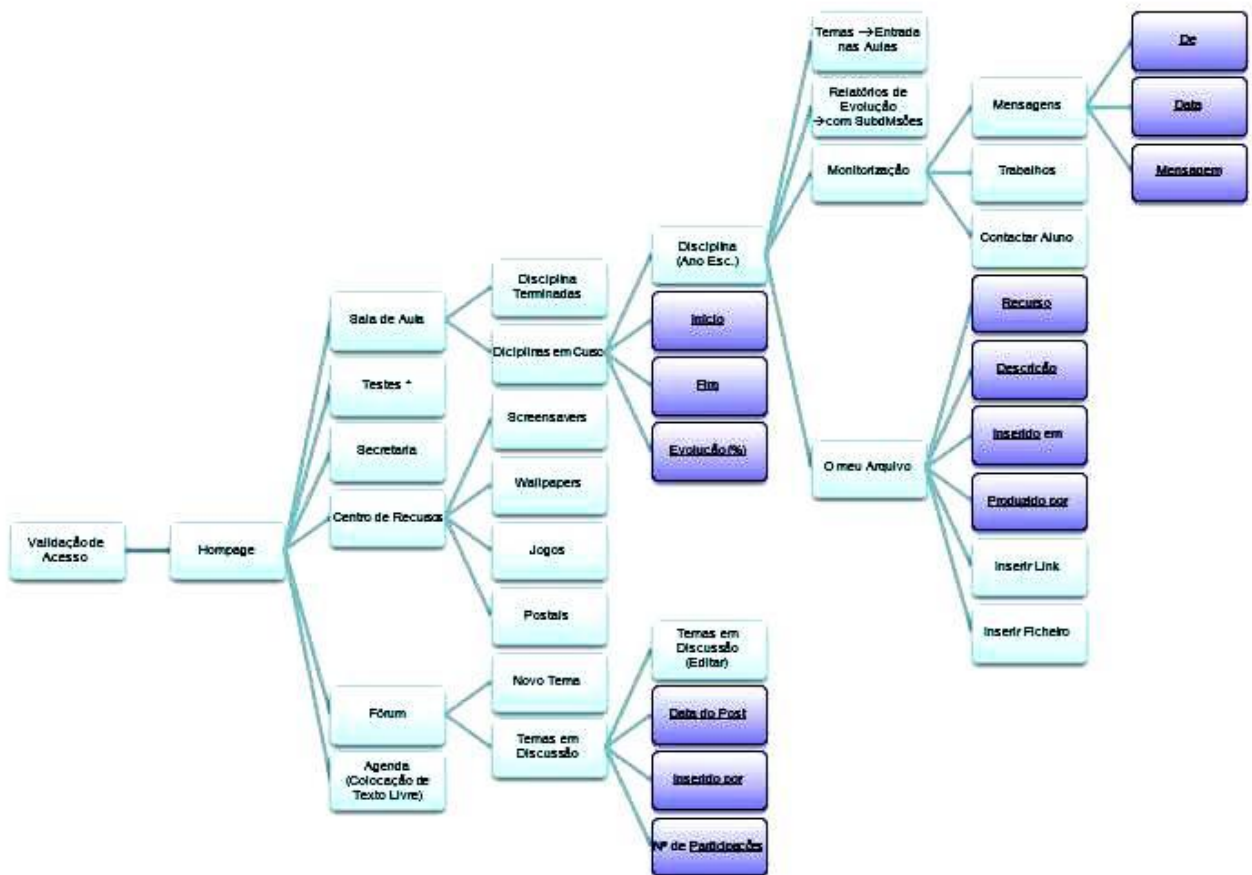 Validação de
Acesso
Hompage
Sala de Aula
Testes *
Secretaria
Centro de Recursos
Fórum
Agenda
(Colocação de
Texto Livre)
Disciplina
Terminadas
Diciplinas em Curso
Screensavers
Wallpapers
Jogos
Postais
Novo Tema
Temas em
Discussão
Disciplina
(Ano Esc.)
Início
Fim
Evolução (%)
Temas em
Discussão
(Editar)
Data do Post
Inserido por
Nº de Participações
Temas →Entrada
nas Aulas
Relatórios de
Evolução
→com Subdivisões
Monitorização
O meu Arquivo
Mensagens
Trabalhos
Contactar Aluno
Recurso
Descrição
Inserido em
Produzido por
Inserir Link
Inserir Ficheiro
De
Data
Mensagem